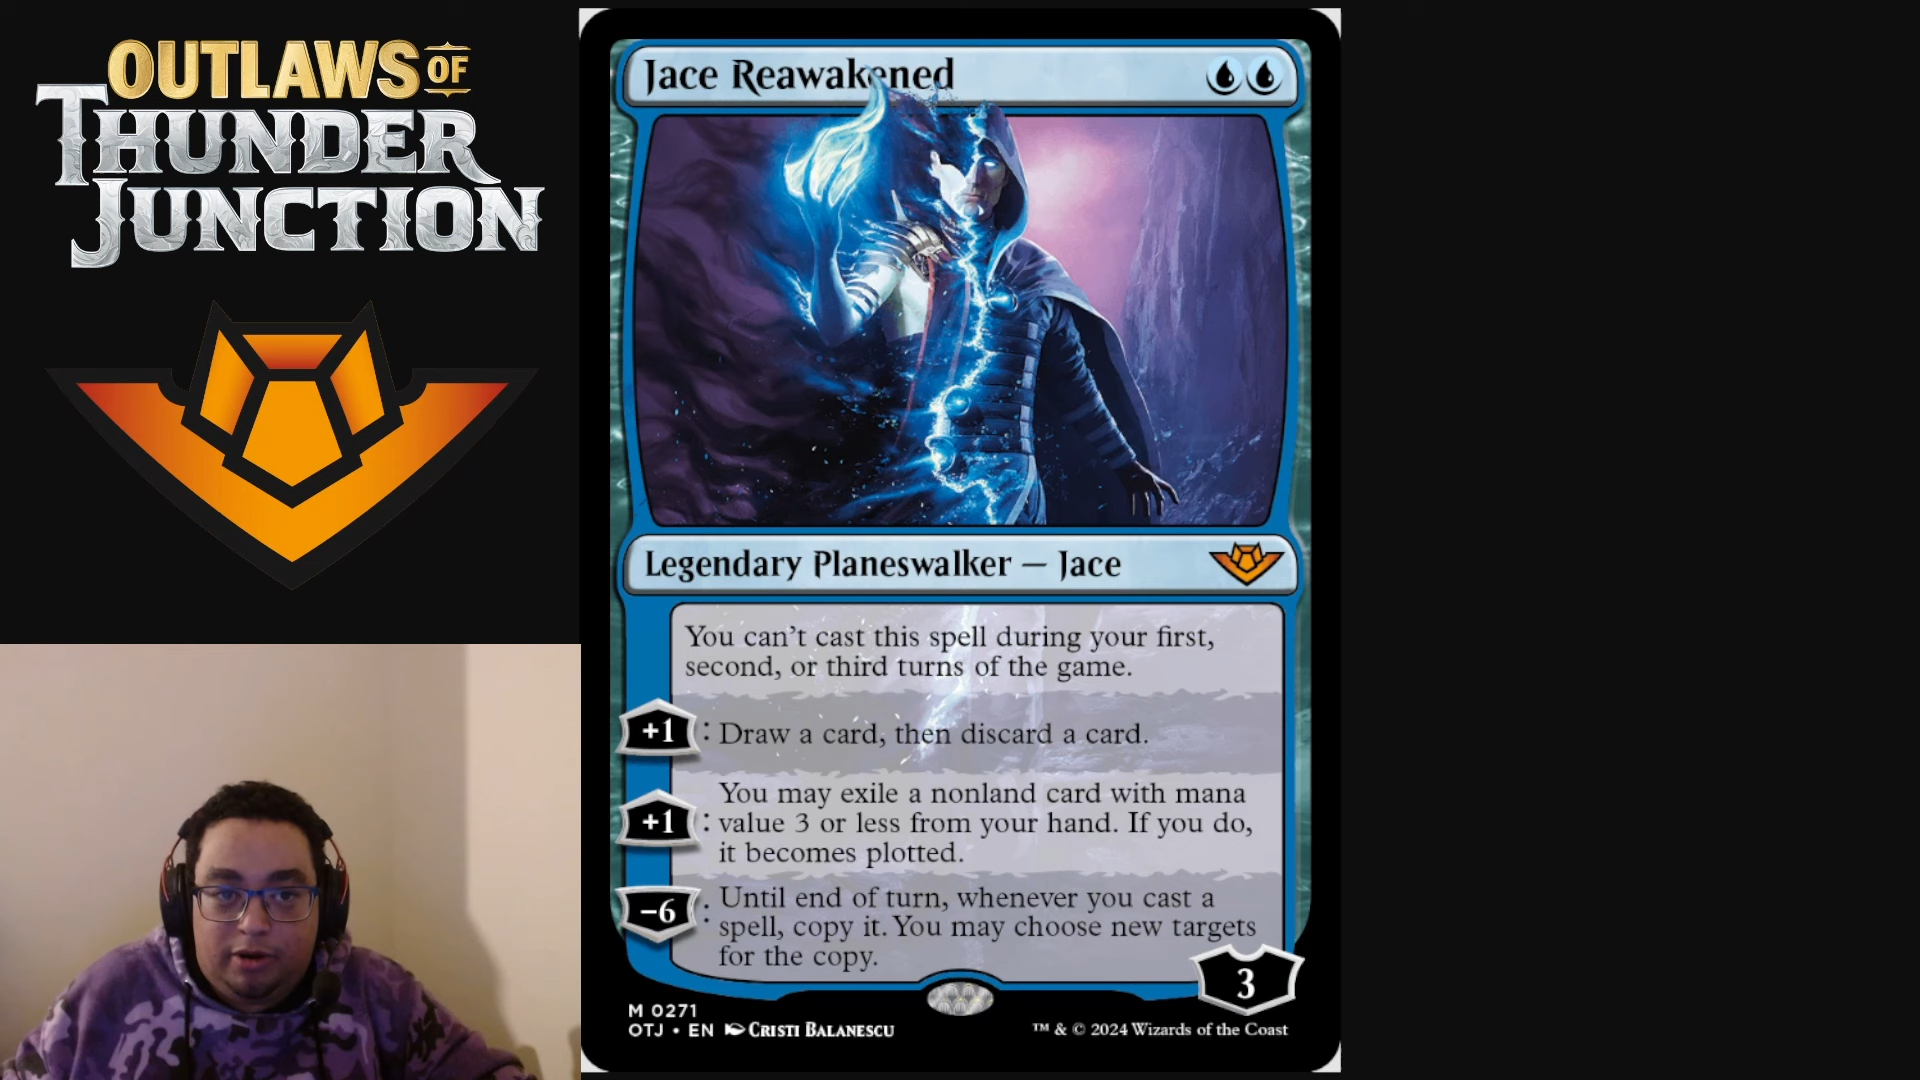 OUTLAWS OF
THUNDER
JUNCTION
Jace Reawakened
Legendary Planeswalker — Jace
You can't cast this spell during your first,
second, or third turns of the game.
+1: Draw a card, then discard a card.
You may exile a nonland card with mana
+1: value 3 or less from your hand. If you do,
it becomes plotted.
−6: Until end of turn, whenever you cast a
spell, copy it. You may choose new targets
for the copy.
3
M 0271
OTJ • EN CRISTI BALANESCU
™ & © 2024 Wizards of the Coast